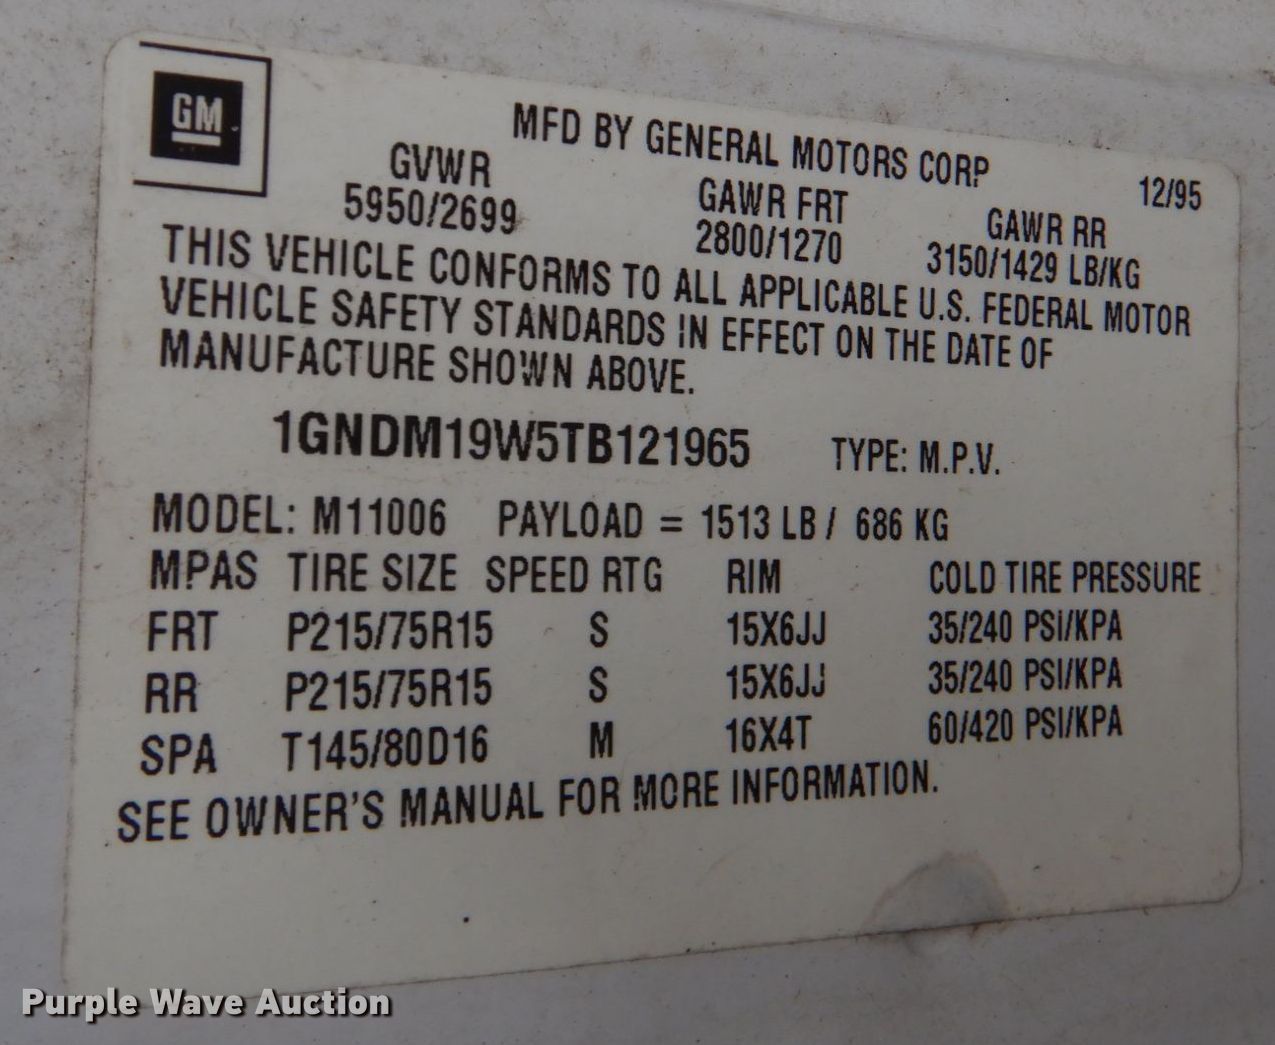 GM
MFD BY GENERAL MOTORS CORP 12/95
GVWR GAWR FRT GAWR RR
5950/2699 2800/1270 3150/1429 LB/KG
THIS VEHICLE CONFORMS TO ALL APPLICABLE U.S. FEDERAL MOTOR
VEHICLE SAFETY STANDARDS IN EFFECT ON THE DATE OF
MANUFACTURE SHOWN ABOVE.
1GNDM19W5TB121965 TYPE: M.P.V.
MODEL: M11006 PAYLOAD = 1513 LB/ 686 KG
MPAS TIRE SIZE SPEED RTG RIM COLD TIRE PRESSURE
FRT P215/75R15 S 15X6JJ 35/240 PSI/KPA
RR P215/75R15 S 15X6JJ 35/240 PSI/KPA
SPA T145/80D16 M 16X4T 60/420 PSI/KPA
SEE OWNER'S MANUAL FOR MORE INFORMATION.
Purple Wave Auction